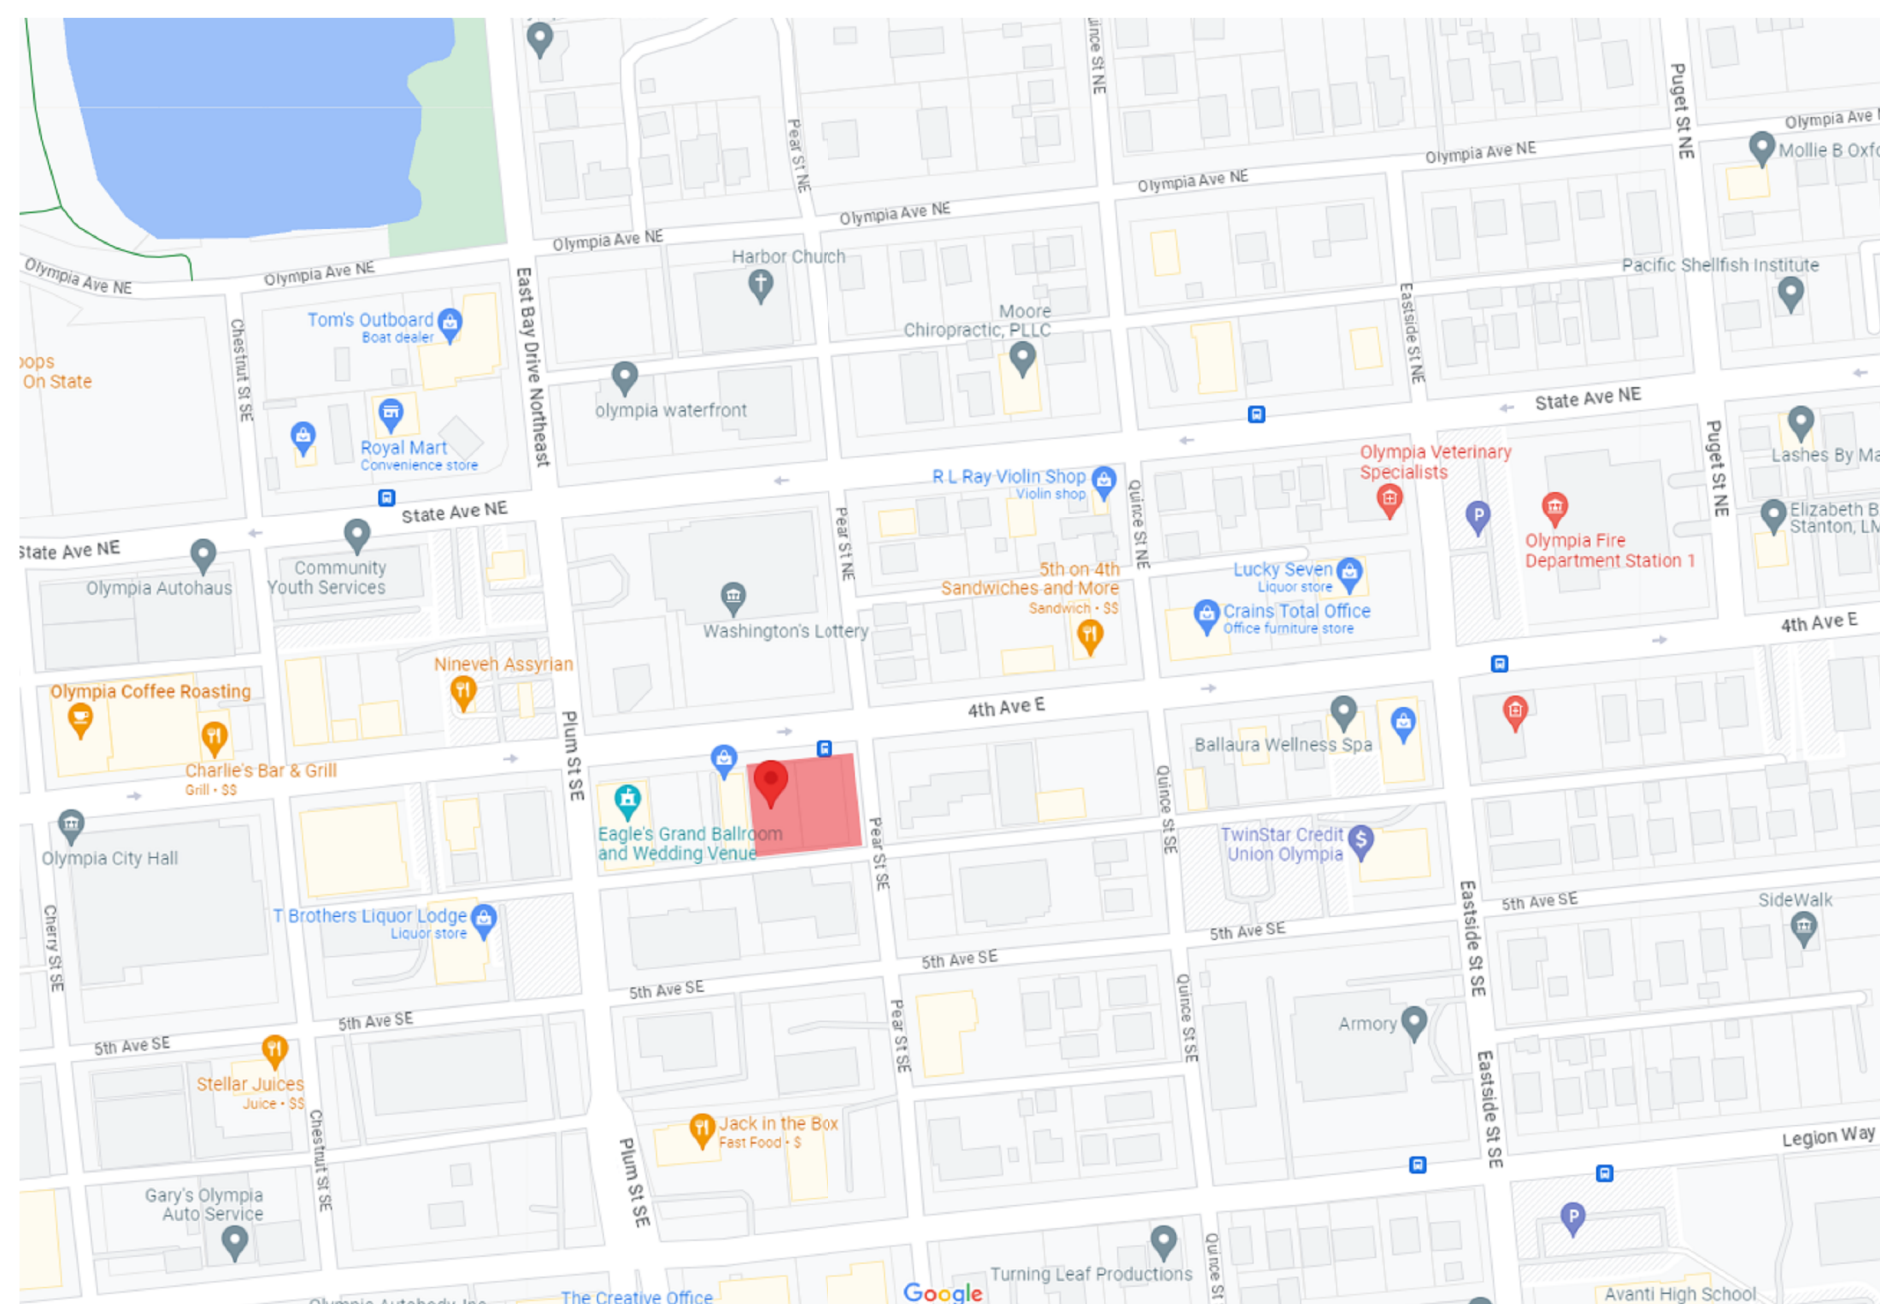 Quince St NE
Puget St NE
Pear St NE
Olympia Ave
Mollie B
Olympia Ave NE
Olympia Ave NE
Olympia Ave NE
Olympia Ave NE
Olympia Ave NE
Olympia Ave NE
Harbor Church
Pacific Shellfish Institute
East Bay Drive Northeast
Chestnut St SE
Tom's Outboard
Boat dealer
Moore
Chiropractic, PLLC
Eastside St NE
On State
olympia waterfront
State Ave NE
Royal Mart
Convenience store
Puget St NE
Lashes By
Olympia Veterinary
Specialists
R L Ray Violin Shop
Violin shop
Quince St NE
State Ave NE
Pear St NE
Elizabeth B
Stanton,
State Ave NE
Olympia Fire
Department Station 1
Community
Youth Services
Olympia Autohaus
5th on 4th
Sandwiches and More
Sandwich • $$
Lucky Seven
Liquor store
Crains Total Office
Office furniture store
Washington's Lottery
4th Ave E
Nineveh Assyrian
Olympia Coffee Roasting
4th Ave E
Plum St SE
Ballaura Wellness Spa
Charlie's Bar & Grill
Grill • $$
Quince St SE
Pear St SE
Eagle's Grand Ballroom
and Wedding Venue
TwinStar Credit
Union Olympia
Olympia City Hall
Eastside St SE
5th Ave SE
SideWalk
T Brothers Liquor Lodge
Liquor store
Cherry St SE
5th Ave SE
5th Ave SE
5th Ave SE
Quince St SE
Pear St SE
5th Ave SE
Armory
5th Ave SE
Stellar Juices
Juice • $$
Chestnut St SE
Eastside St SE
Jack in the Box
Fast Food • $
Plum St SE
Legion Way
Gary's Olympia
Auto Service
P
P
Quince St
Turning Leaf Productions
Google
The Creative Office
Avanti High School
Olympia Autobody, Inc